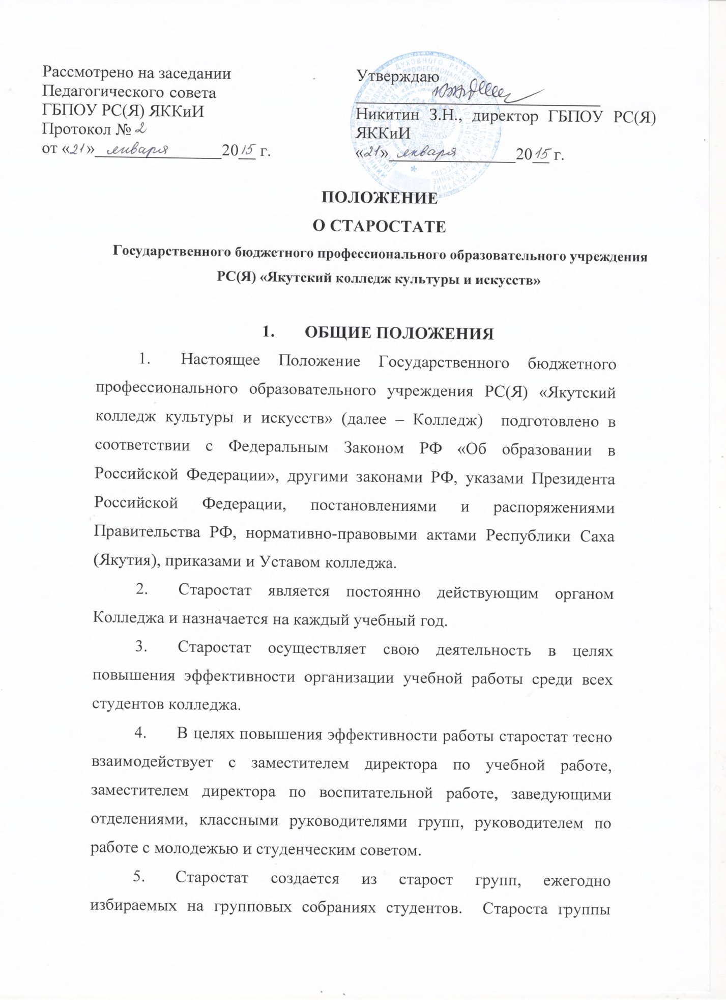 Рассмотрено на заседании
Педагогического совета
ГБПОУ РС(Я) ЯККиИ
Протокол № 2
от «21» января 2015 г.
Утверждаю
Никитин З.Н., директор ГБПОУ РС(Я)
ЯККиИ
«21» января 2015 г.
ПОЛОЖЕНИЕ
О СТАРОСТАТЕ
Государственного бюджетного профессионального образовательного учреждения
РС(Я) «Якутский колледж культуры и искусств»
1. ОБЩИЕ ПОЛОЖЕНИЯ
1. Настоящее Положение Государственного бюджетного
профессионального образовательного учреждения РС(Я) «Якутский
колледж культуры и искусств» (далее – Колледж) подготовлено в
соответствии с Федеральным Законом РФ «Об образовании в
Российской Федерации», другими законами РФ, указами Президента
Российской Федерации, постановлениями и распоряжениями
Правительства РФ, нормативно-правовыми актами Республики Саха
(Якутия), приказами и Уставом колледжа.
2. Старостат является постоянно действующим органом
Колледжа и назначается на каждый учебный год.
3. Старостат осуществляет свою деятельность в целях
повышения эффективности организации учебной работы среди всех
студентов колледжа.
4. В целях повышения эффективности работы старостат тесно
взаимодействует с заместителем директора по учебной работе,
заместителем директора по воспитательной работе, заведующими
отделениями, классными руководителями групп, руководителем по
работе с молодежью и студенческим советом.
5. Старостат создается из старост групп, ежегодно
избираемых на групповых собраниях студентов. Староста группы